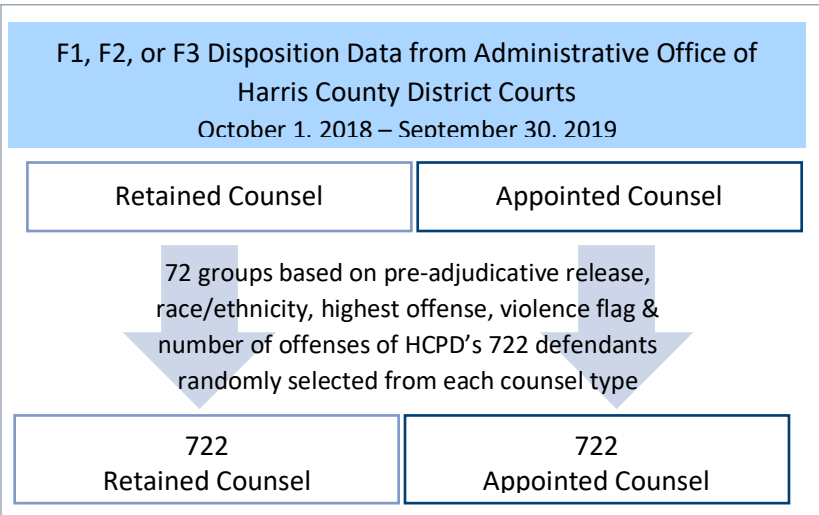 F1, F2, or F3 Disposition Data from Administrative Office of
Harris County District Courts
October 1, 2018 – September 30, 2019
Retained Counsel
Appointed Counsel
72 groups based on pre-adjudicative release,
race/ethnicity, highest offense, violence flag &
number of offenses of HCPD’s 722 defendants
randomly selected from each counsel type
722
Retained Counsel
722
Appointed Counsel